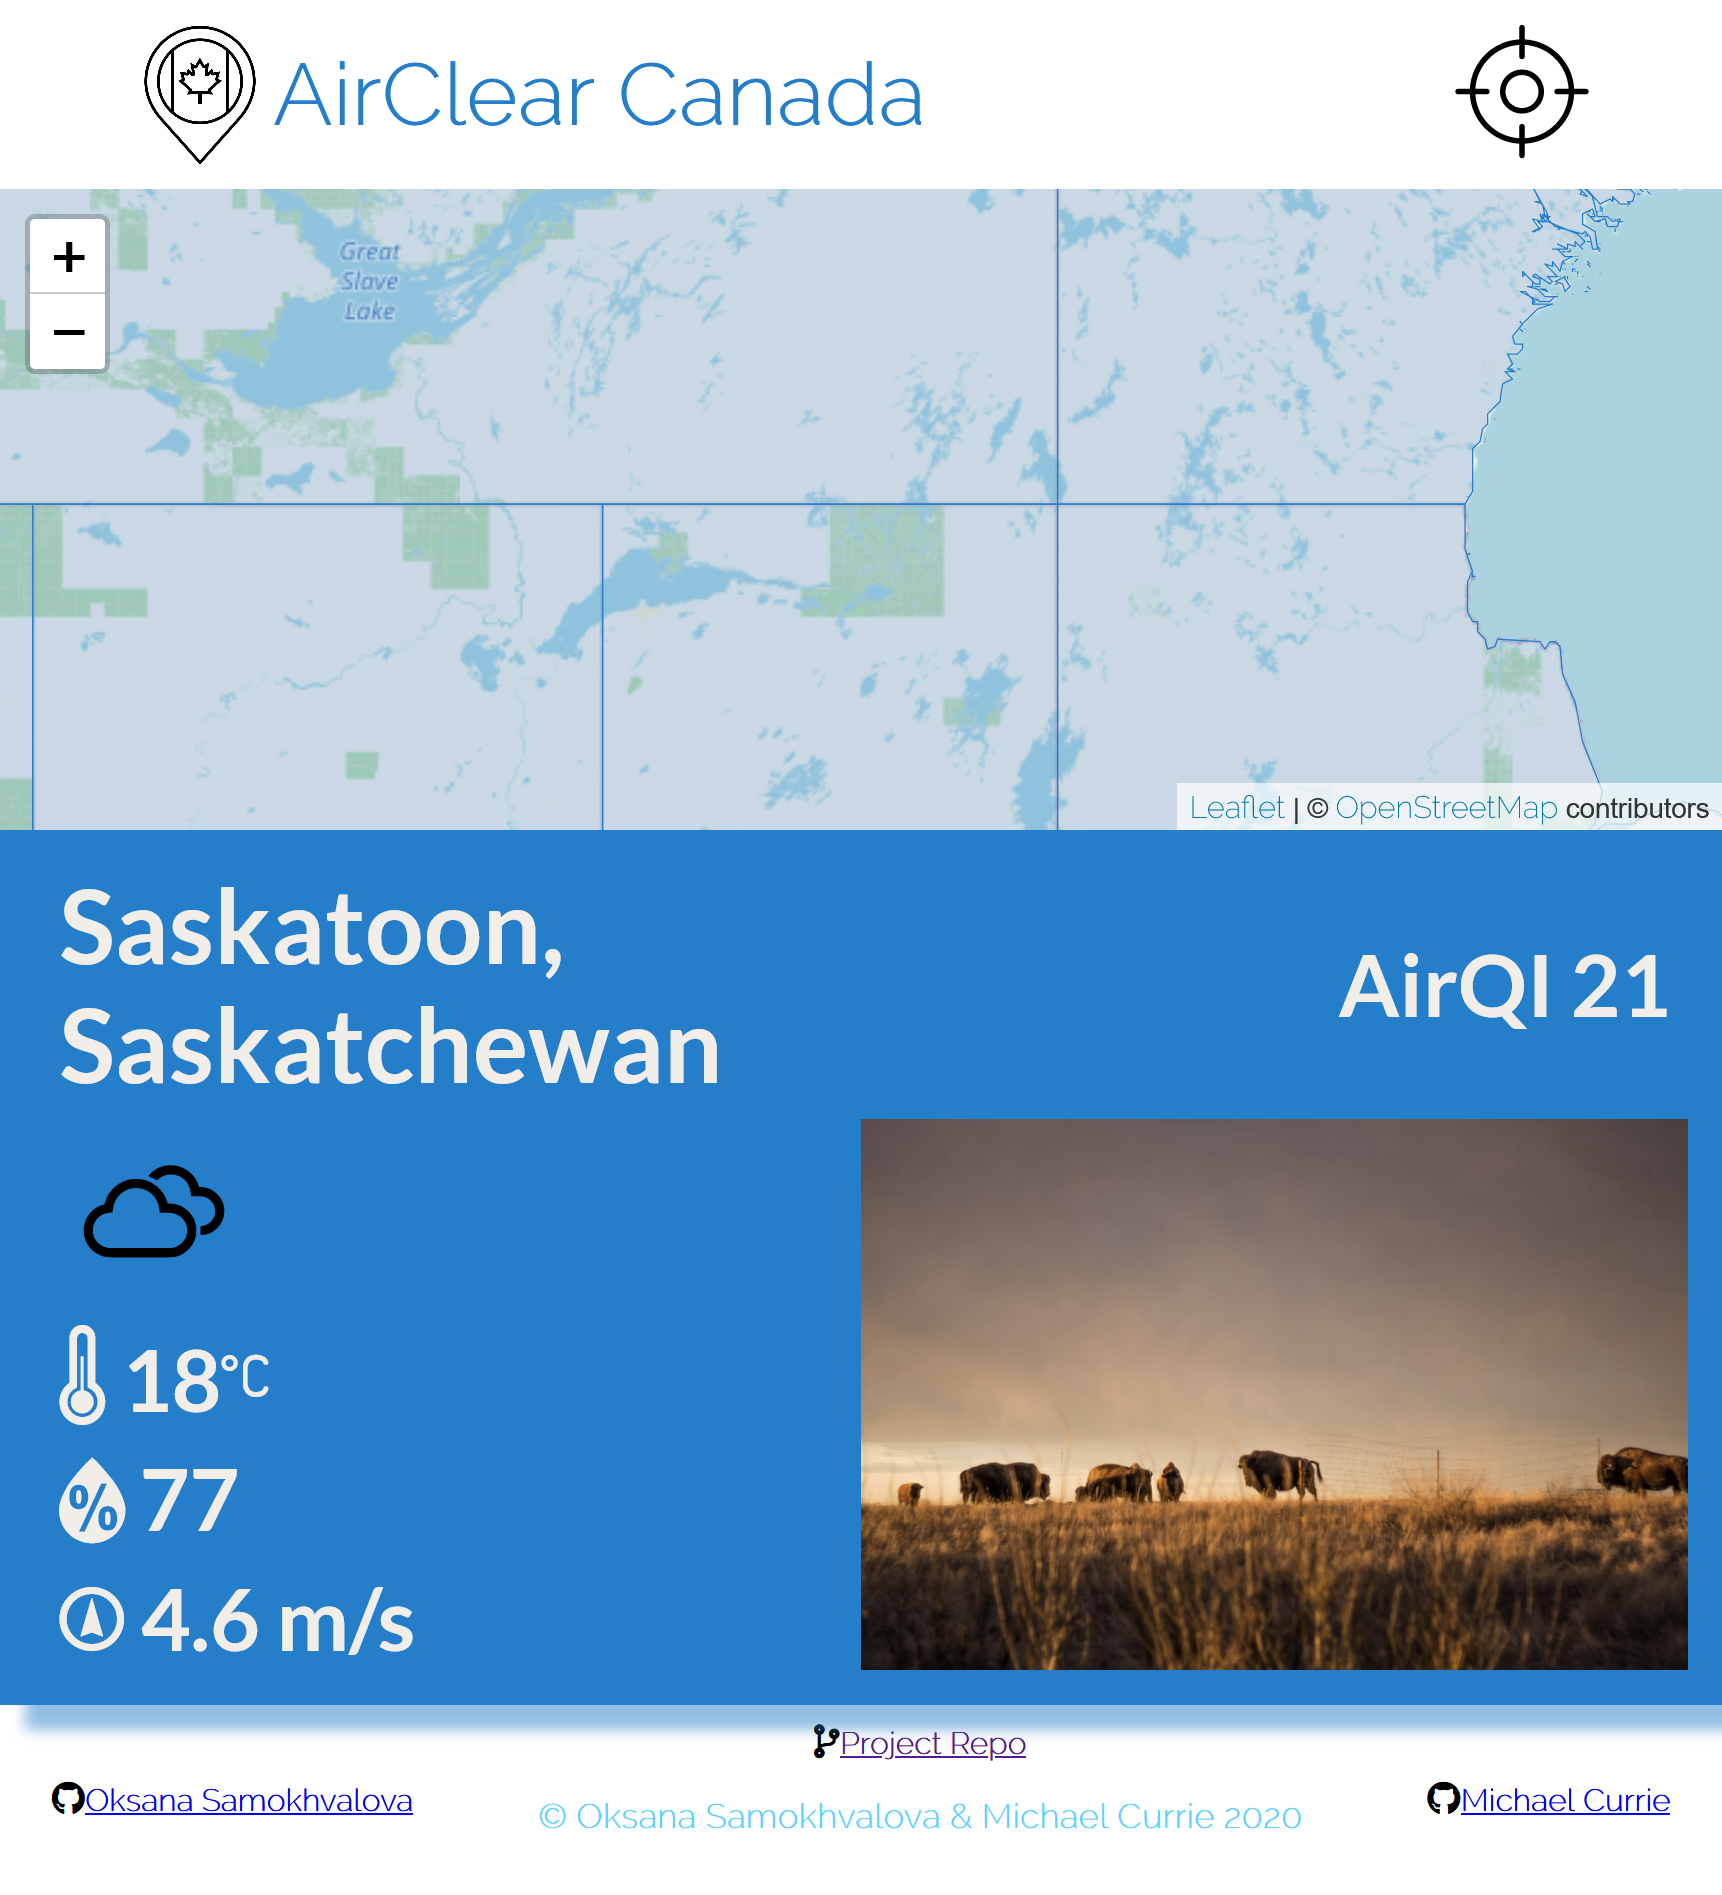 AirClear Canada
+
−
Great
Slave
Lake
Leaflet | © OpenStreetMap contributors
Saskatoon,
Saskatchewan
AirQI 21
18°C
% 77
4.6 m/s
Project Repo
Oksana Samokhvalova
© Oksana Samokhvalova & Michael Currie 2020
Michael Currie